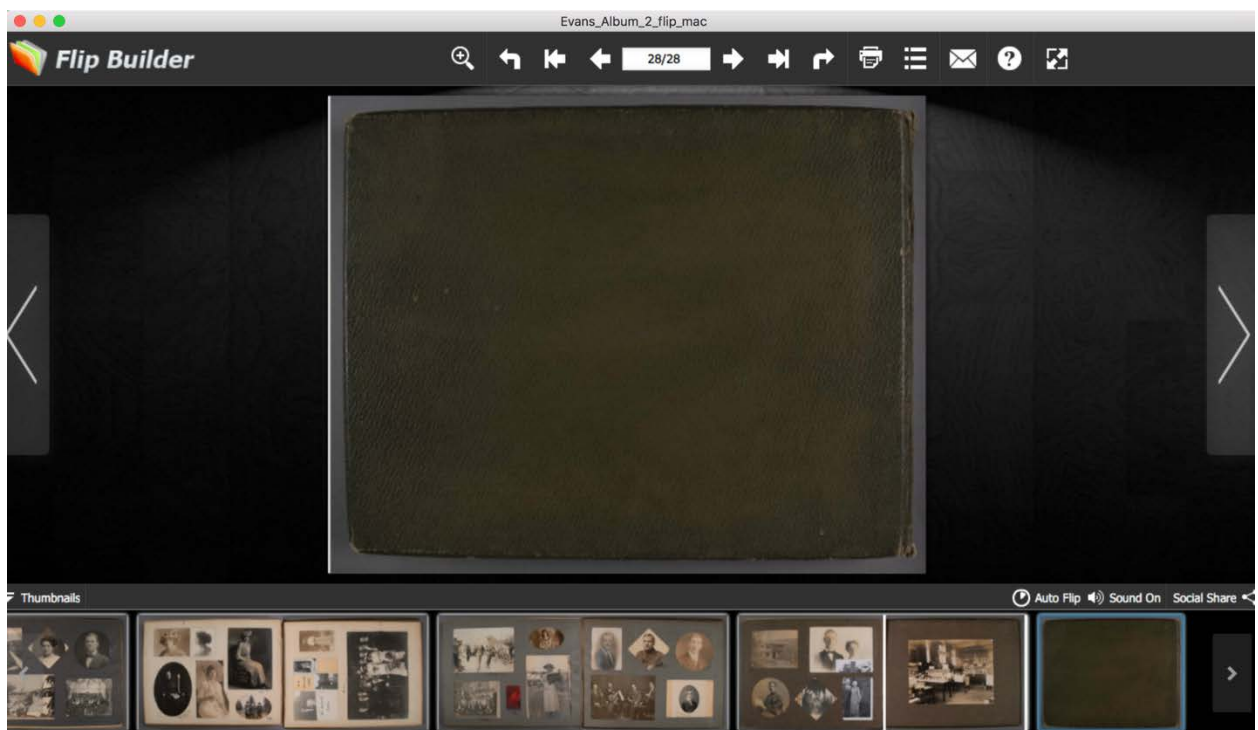 Evans_Album_2_flip_mac
Flip Builder
28/28
?
Thumbnails
Auto Flip
Sound On
Social Share